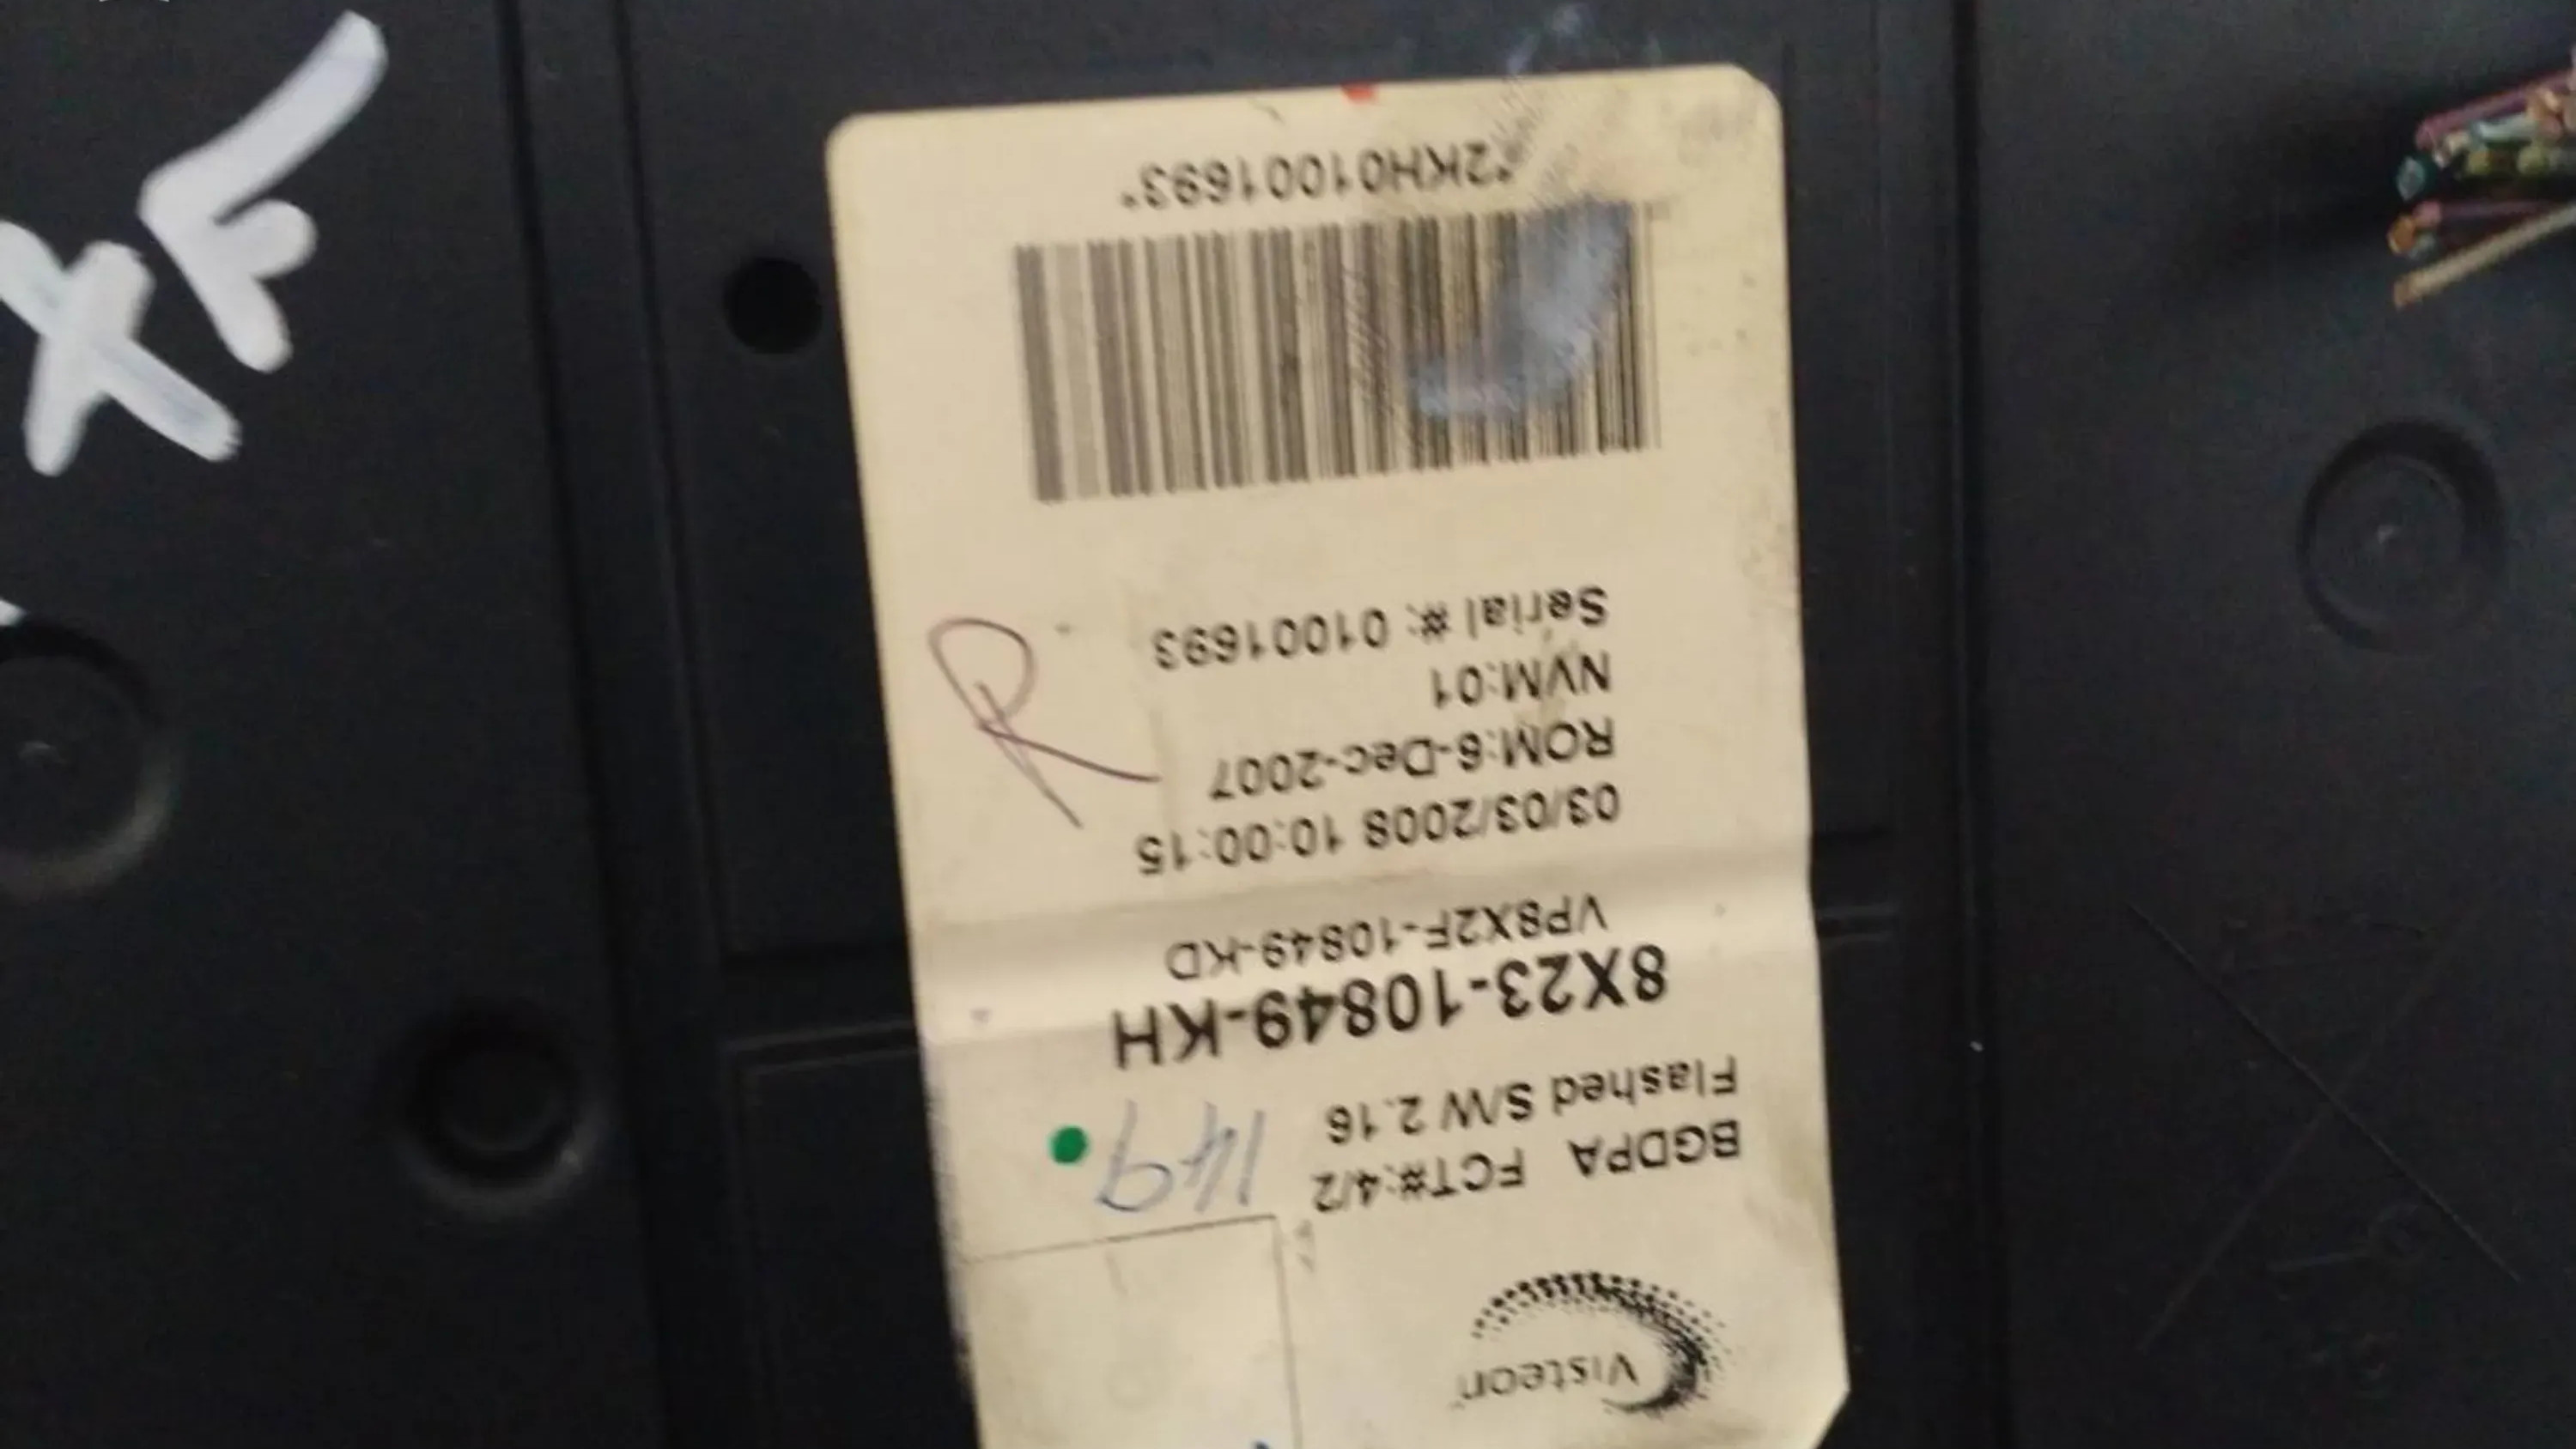 Visteon
BGDPA FCT#:4/2
Flashed S/W 2.16
149
8X23-10849-KH
VP8X2F-10849-KD
03/03/2008 10:00:15
ROM:6-Dec-2007
NVM:01
Serial #: 01001693
R
*2KH01001693*
XF